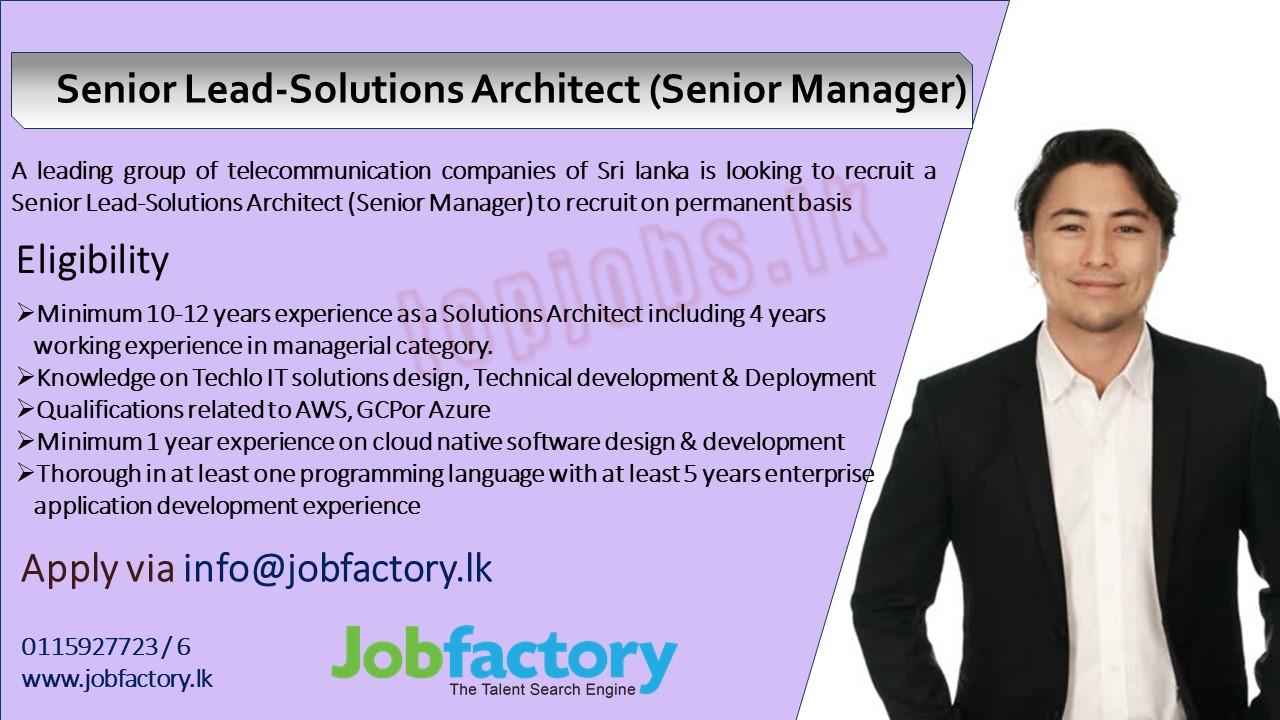 Senior Lead-Solutions Architect (Senior Manager)
A leading group of telecommunication companies of Sri lanka is looking to recruit a
Senior Lead-Solutions Architect (Senior Manager) to recruit on permanent basis
topjobs.lk
Eligibility
➢Minimum 10-12 years experience as a Solutions Architect including 4 years
working experience in managerial category.
➢Knowledge on Techlo IT solutions design, Technical development & Deployment
➢Qualifications related to AWS, GCPor Azure
➢Minimum 1 year experience on cloud native software design & development
➢Thorough in at least one programming language with at least 5 years enterprise
application development experience
Apply via info@jobfactory.lk
0115927723 / 6
www.jobfactory.lk
Jobfactory
The Talent Search Engine